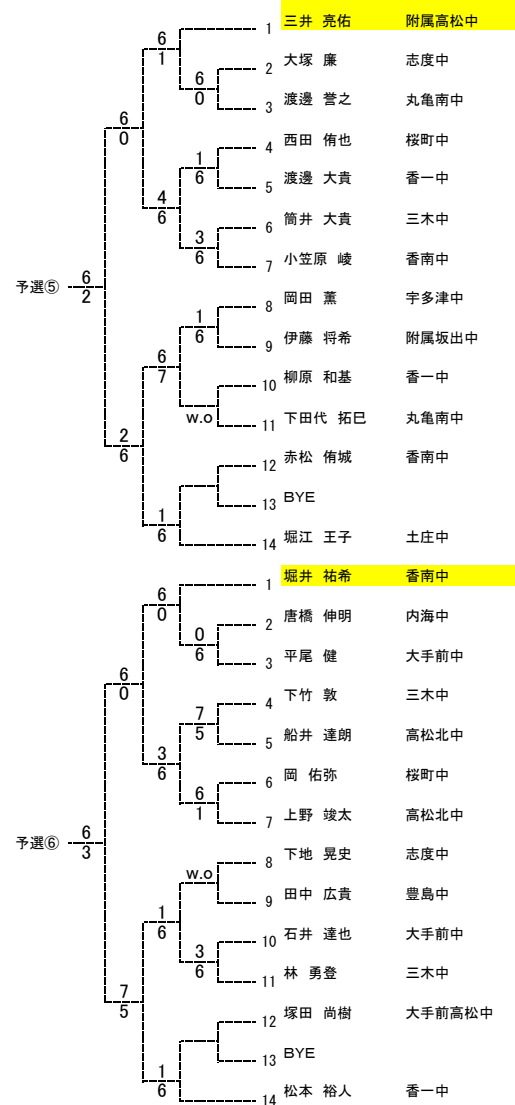 1 三井 亮佑 附属高松中
6
1
2 大塚 廉 志度中
6
0
3 渡邊 誉之 丸亀南中
6
0
4 西田 侑也 桜町中
1
6
5 渡邊 大貴 香一中
4
6
6 筒井 大貴 三木中
3
6
7 小笠原 崚 香南中
予選⑤
6
2
8 岡田 薫 宇多津中
1
6
9 伊藤 将希 附属坂出中
6
7
10 柳原 和基 香一中
w.o
11 下田代 拓巳 丸亀南中
2
6
12 赤松 侑城 香南中
13 BYE
1
6
14 堀江 王子 土庄中
1 堀井 祐希 香南中
6
0
2 唐橋 伸明 内海中
0
6
3 平尾 健 大手前中
6
0
4 下竹 敦 三木中
7
5
5 船井 達朗 高松北中
3
6
6 岡 佑弥 桜町中
6
1
7 上野 竣太 高松北中
予選⑥
6
3
8 下地 晃史 志度中
w.o
9 田中 広貴 豊島中
1
6
10 石井 達也 大手前中
3
6
11 林 勇登 三木中
7
5
12 塚田 尚樹 大手前高松中
13 BYE
1
6
14 松本 裕人 香一中